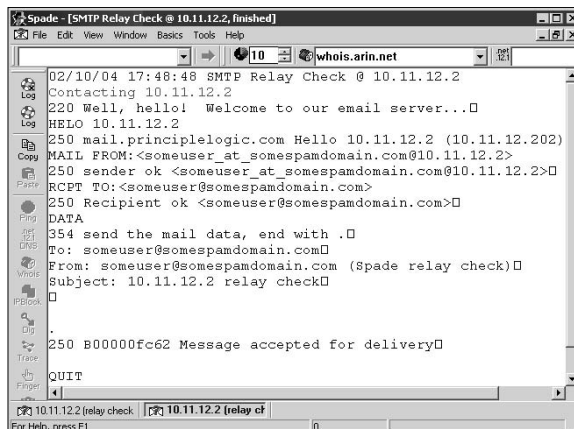 Spade - [SMTP Relay Check @ 10.11.12.2, finished]
File Edit View Window Basics Tools Help
10 whois.arin.net .net 12.1
Log
Log
Copy
Paste
Ping
.net 12.1 DNS
Whois
IPBlock
Dig
Trace
Finger
02/10/04 17:48:48 SMTP Relay Check @ 10.11.12.2
Contacting 10.11.12.2
220 Well, hello! Welcome to our email server...
HELO 10.11.12.2
250 mail.principlelogic.com Hello 10.11.12.2 (10.11.12.202)
MAIL FROM:<someuser_at_somespamdomain.com@10.11.12.2>
250 sender ok <someuser_at_somespamdomain.com@10.11.12.2>
RCPT TO:<someuser@somespamdomain.com>
250 Recipient ok <someuser@somespamdomain.com>
DATA
354 send the mail data, end with .
To: someuser@somespamdomain.com
From: someuser@somespamdomain.com (Spade relay check)
Subject: 10.11.12.2 relay check
.
250 B00000fc62 Message accepted for delivery
QUIT
10.11.12.2 (relay check 10.11.12.2 (relay ch
For Help, press F1 0